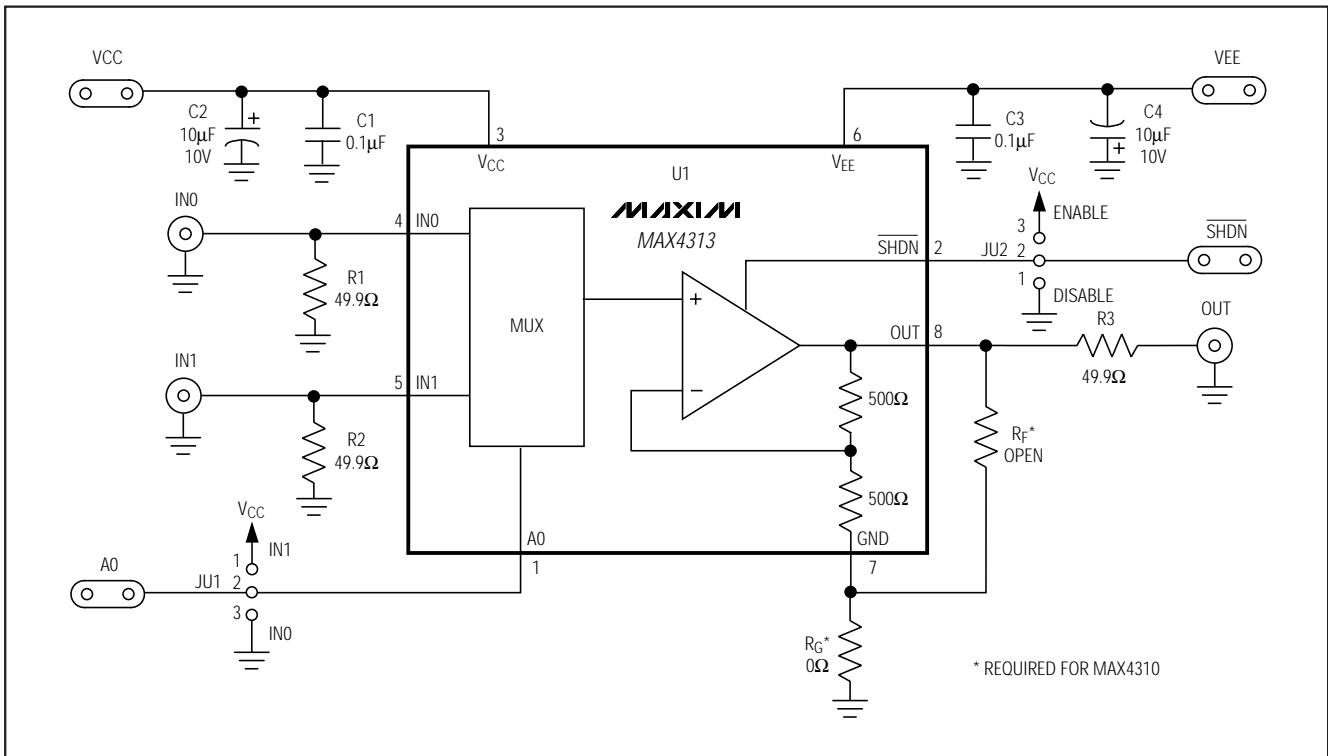 VCC
VEE
C2
10µF
10V
+
C1
0.1µF
3
VCC
6
VEE
C3
0.1µF
C4
10µF
10V
+
U1
MAXIM
MAX4313
IN0
4 IN0
R1
49.9Ω
MUX
+
−
SHDN 2
JU2
VCC
3
2
1
ENABLE
DISABLE
SHDN
OUT 8
R3
49.9Ω
OUT
IN1
5 IN1
R2
49.9Ω
500Ω
500Ω
RF*
OPEN
GND
7
A0
1
VCC
A0
JU1
1
2
3
IN1
IN0
RG*
0Ω
* REQUIRED FOR MAX4310